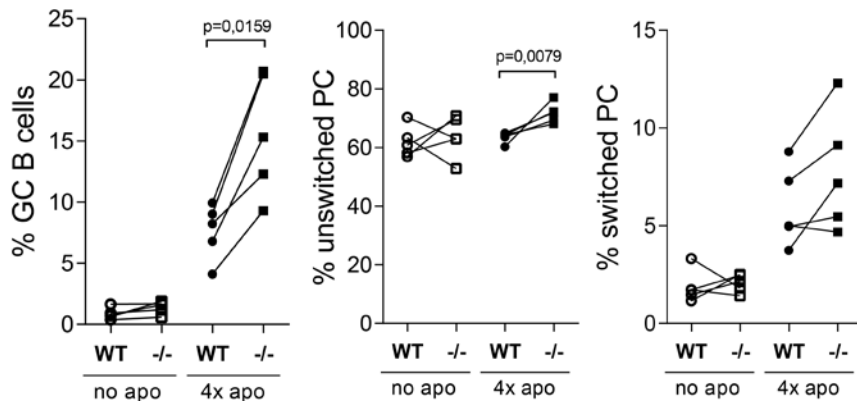 % GC B cells
25
20
15
10
5
0
p=0,0159
WT -/- WT -/-
no apo 4x apo
% unswitched PC
100
80
60
40
20
0
p=0,0079
WT -/- WT -/-
no apo 4x apo
% switched PC
15
10
5
0
WT -/- WT -/-
no apo 4x apo